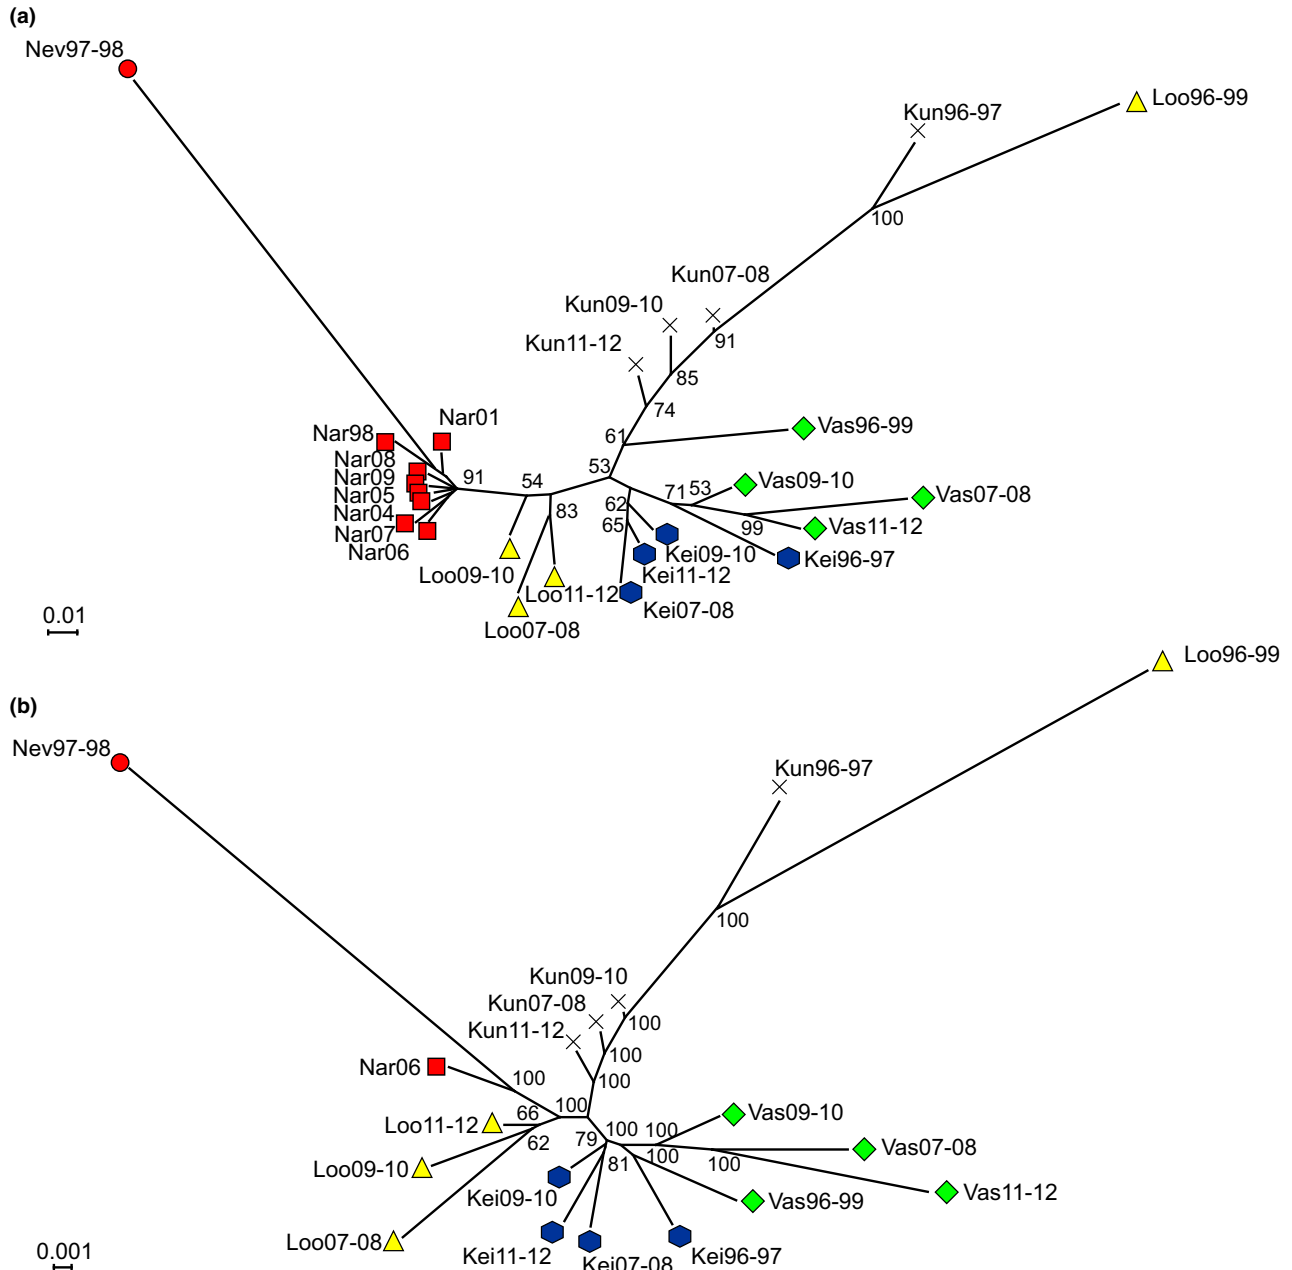 (a)
Nev97-98
Loo96-99
Kun96-97
100
Kun07-08
Kun09-10
91
Kun11-12
85
74
Nar01
Vas96-99
Nar98
61
Nar08
53
Nar09
91
54
71
53
Vas09-10
Nar05
62
Vas07-08
Nar04
83
65
99
Vas11-12
Nar07
Kei09-10
Kei96-97
Nar06
Loo09-10
Kei11-12
Loo11-12
Kei07-08
0.01
Loo07-08
Loo96-99
(b)
Nev97-98
Kun96-97
100
Kun09-10
Kun07-08
100
Kun11-12
100
Nar06
100
100
66
100
Vas09-10
Loo11-12
100
100
62
79
Vas07-08
Loo09-10
81
100
100
Kei09-10
Vas11-12
Vas96-99
Loo07-08
Kei11-12
Kei07-08
Kei96-97
0.001